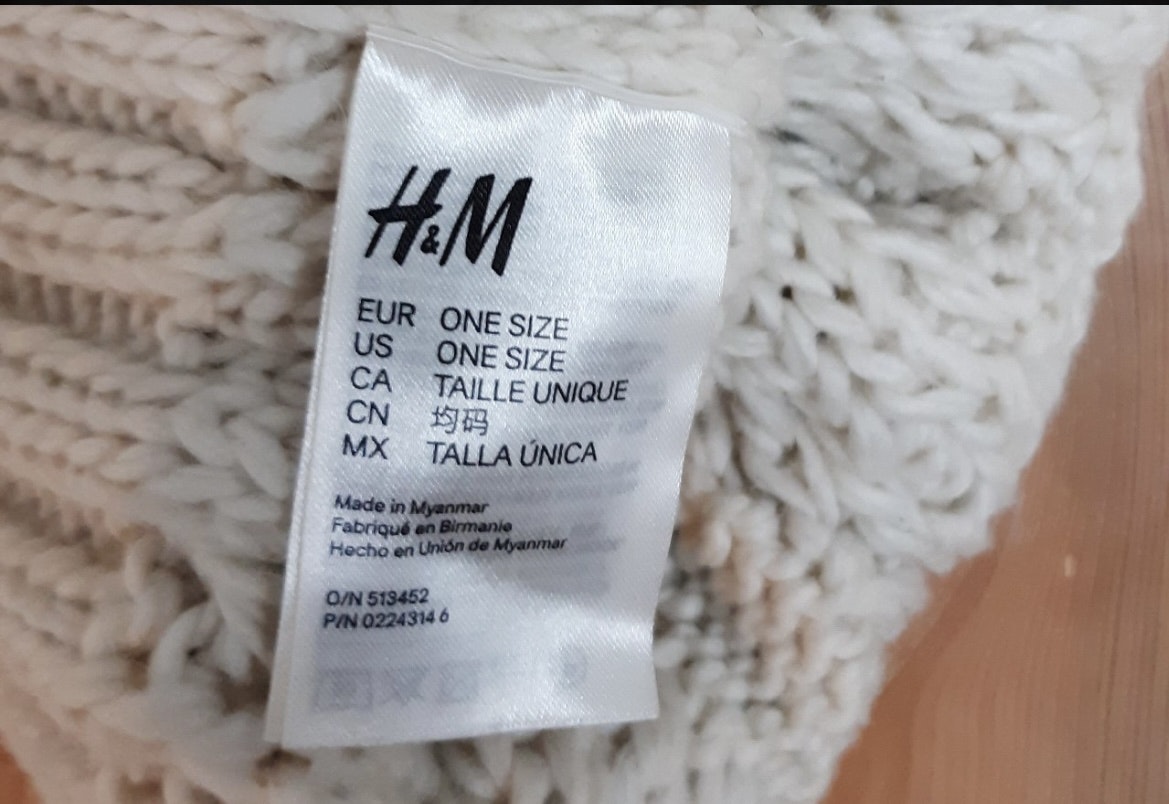 H&M
EUR ONE SIZE
US ONE SIZE
CA TAILLE UNIQUE
CN 均码
MX TALLA ÚNICA
Made in Myanmar
Fabriqué en Birmanie
Hecho en Unión de Myanmar
O/N 513452
P/N 0224314 6